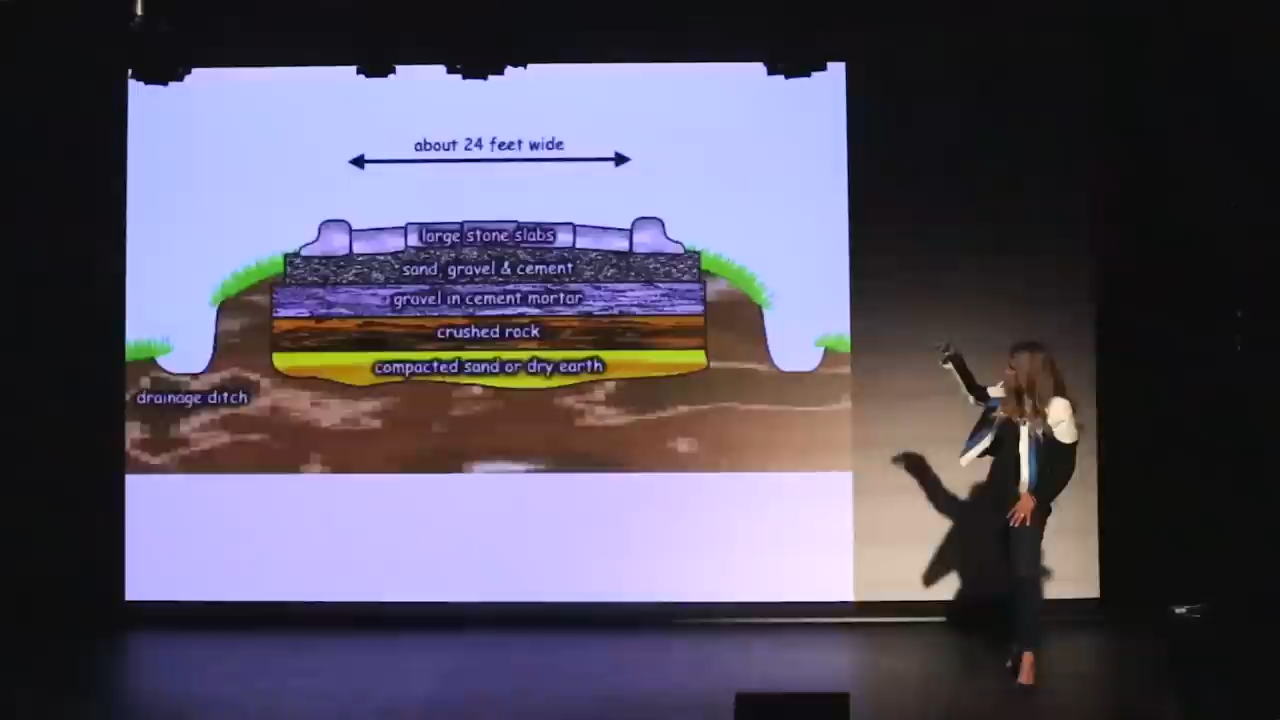 about 24 feet wide
large stone slabs
sand, gravel & cement
gravel in cement mortar
crushed rock
compacted sand or dry earth
drainage ditch